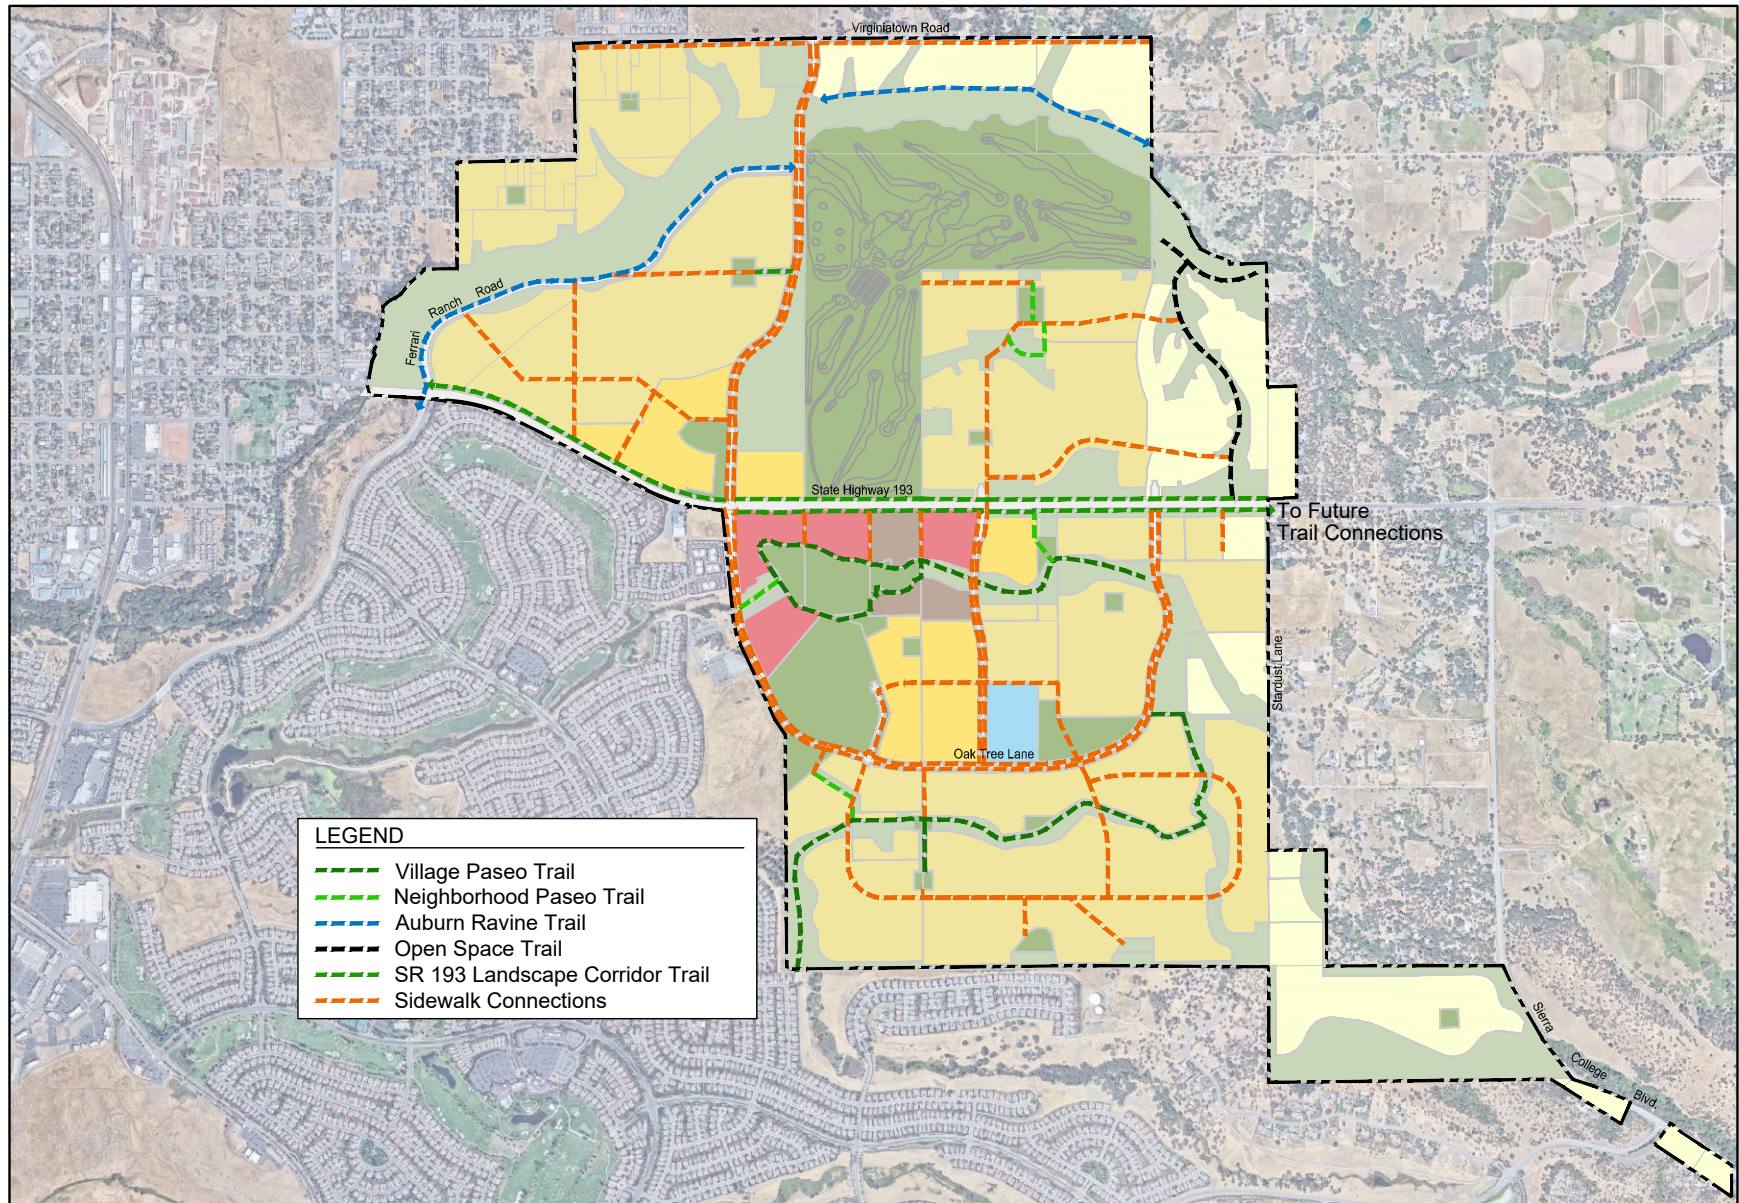 Virginiatown Road
Ferrari Ranch Road
State Highway 193
To Future
Trail Connections
Stardust Lane
Oak Tree Lane
LEGEND
Village Paseo Trail
Neighborhood Paseo Trail
Auburn Ravine Trail
Open Space Trail
SR 193 Landscape Corridor Trail
Sidewalk Connections
Sierra College Blvd.